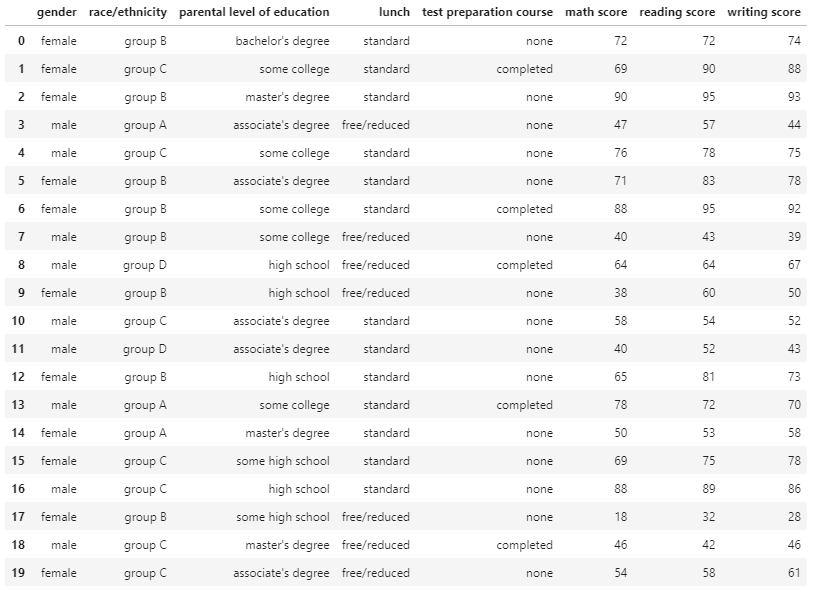 gender race/ethnicity parental level of education lunch test preparation course math score reading score writing score
0 female group B bachelor's degree standard none 72 72 74
1 female group C some college standard completed 69 90 88
2 female group B master's degree standard none 90 95 93
3 male group A associate's degree free/reduced none 47 57 44
4 male group C some college standard none 76 78 75
5 female group B associate's degree standard none 71 83 78
6 female group B some college standard completed 88 95 92
7 male group B some college free/reduced none 40 43 39
8 male group D high school free/reduced completed 64 64 67
9 female group B high school free/reduced none 38 60 50
10 male group C associate's degree standard none 58 54 52
11 male group D associate's degree standard none 40 52 43
12 female group B high school standard none 65 81 73
13 male group A some college standard completed 78 72 70
14 female group A master's degree standard none 50 53 58
15 female group C some high school standard none 69 75 78
16 male group C high school standard none 88 89 86
17 female group B some high school free/reduced none 18 32 28
18 male group C master's degree free/reduced completed 46 42 46
19 female group C associate's degree free/reduced none 54 58 61